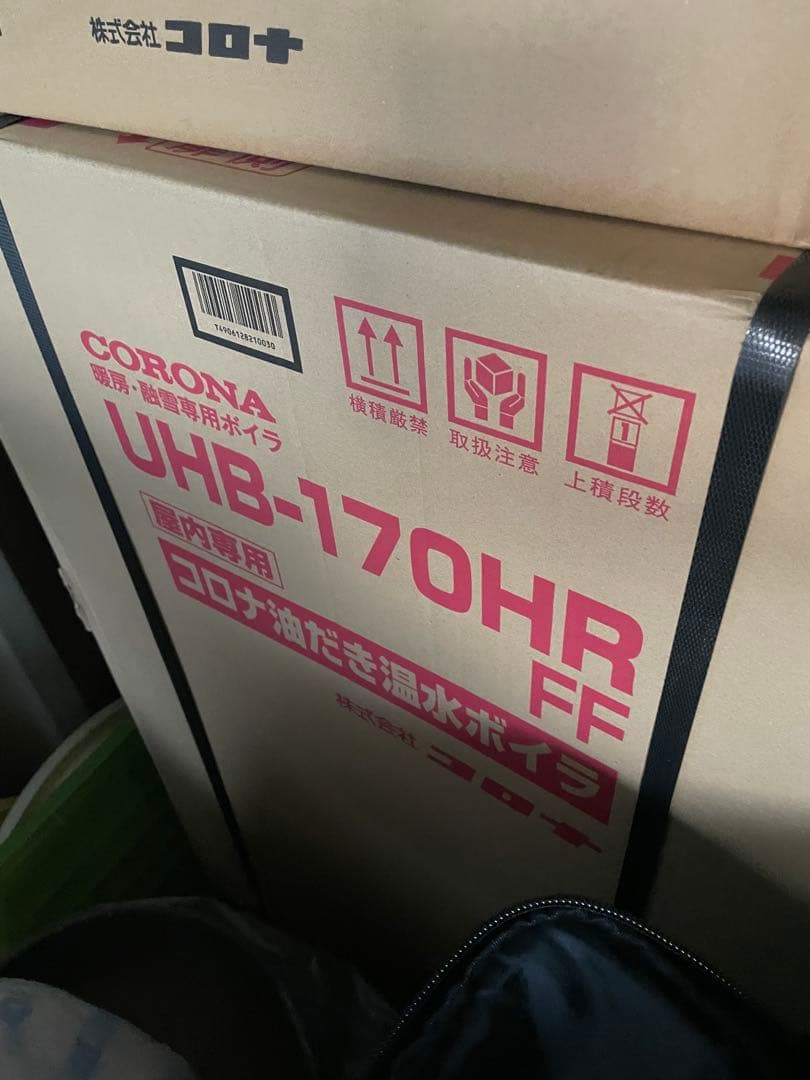 株式会社 コロナ
T4906128210030
CORONA
暖房・融雪専用ボイラ
UHB-170HR
FF
屋内専用
コロナ油だき温水ボイラ
株式会社 コロナ
横積厳禁
取扱注意
1
上積段数